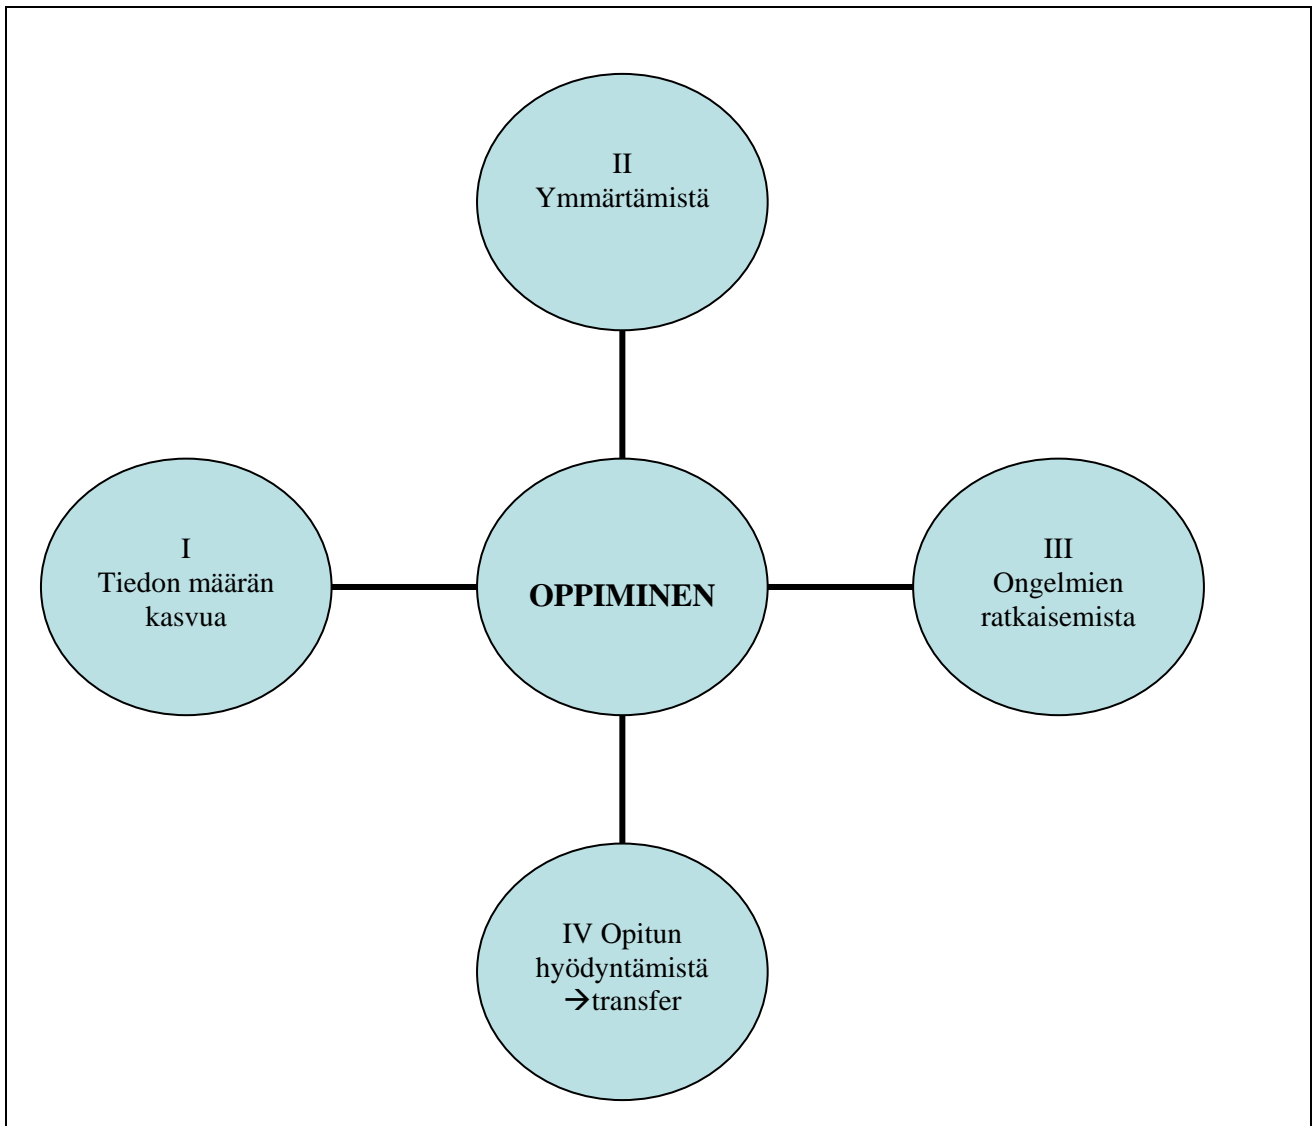 II
Ymmärtämistä
I
Tiedon määrän
kasvua
OPPIMINEN
III
Ongelmien
ratkaisemista
IV Opitun
hyödyntämistä
→transfer